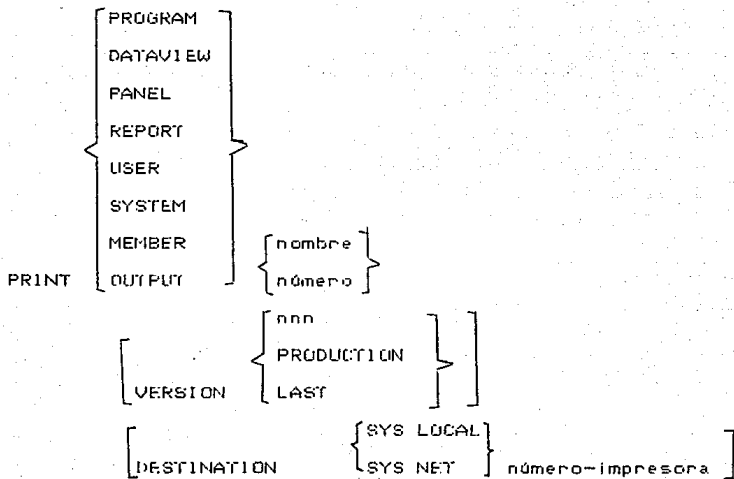 PROGRAM
DATAVIEW
PANEL
REPORT
USER
SYSTEM
MEMBER nombre
PRINT OUTPUT número
nnn
PRODUCTION
VERSION LAST
SYS LOCAL
DESTINATION SYS NET número-impresora